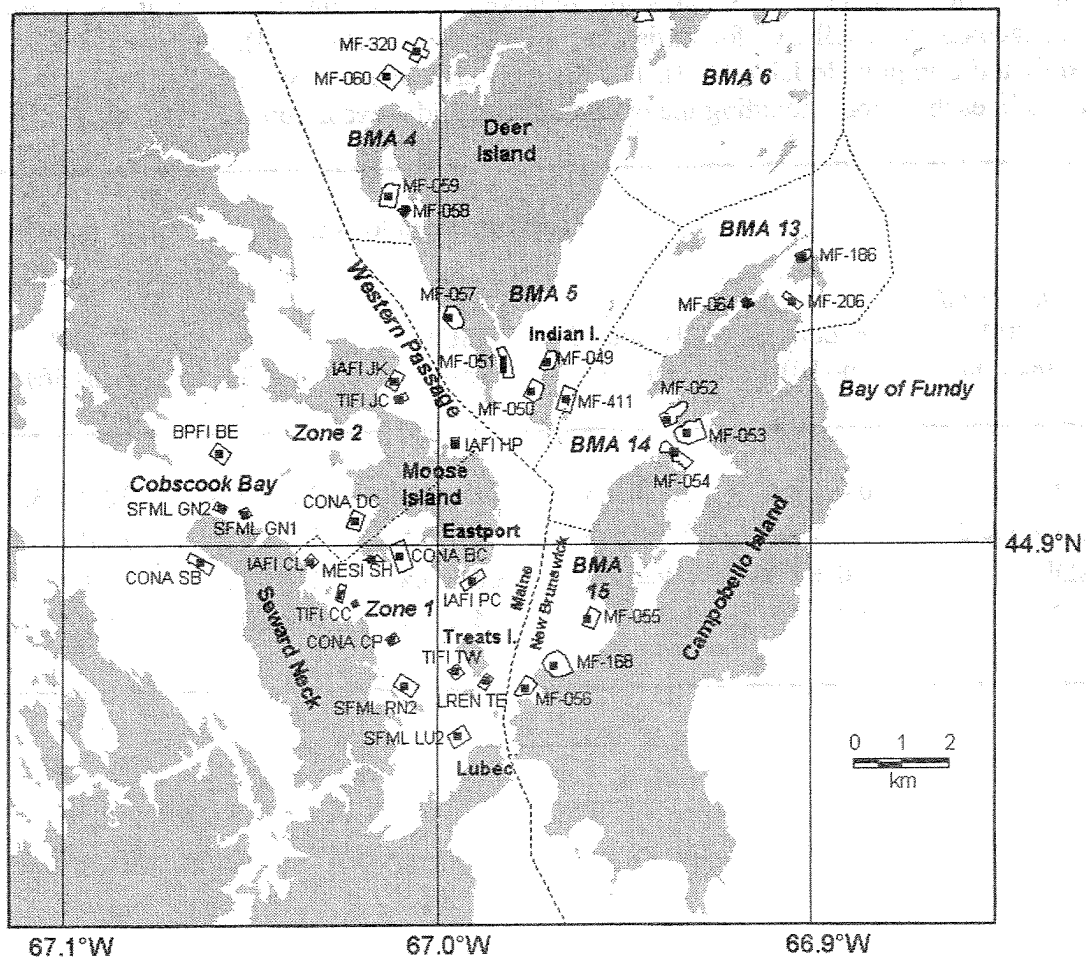 MF-320
MF-060
BMA 6
BMA 4
Deer
Island
MF-059
MF-058
BMA 13
MF-186
Western Passage
MF-057
BMA 5
MF-064
MF-206
Indian I.
MF-051
MF-049
IAFI JK
TIFI JC
MF-050
MF-411
MF-052
Bay of Fundy
BPFI BE
Zone 2
IAFI HP
BMA 14
MF-053
MF-054
Cobscook Bay
Moose
Island
SFML GN2
SFML GN1
CONA DC
Eastport
44.9°N
CONA SB
IAFI CL
MESI SH
CONA BC
IAFI PC
Maine
New Brunswick
BMA
15
Campobello Island
Seward Neck
TIFI CC
Zone 1
MF-055
CONA CP
Treats I.
TIFI TW
MF-168
SFML RN2
LREN TE
MF-056
SFML LU2
Lubec
0 1 2
km
67.1°W
67.0°W
66.9°W